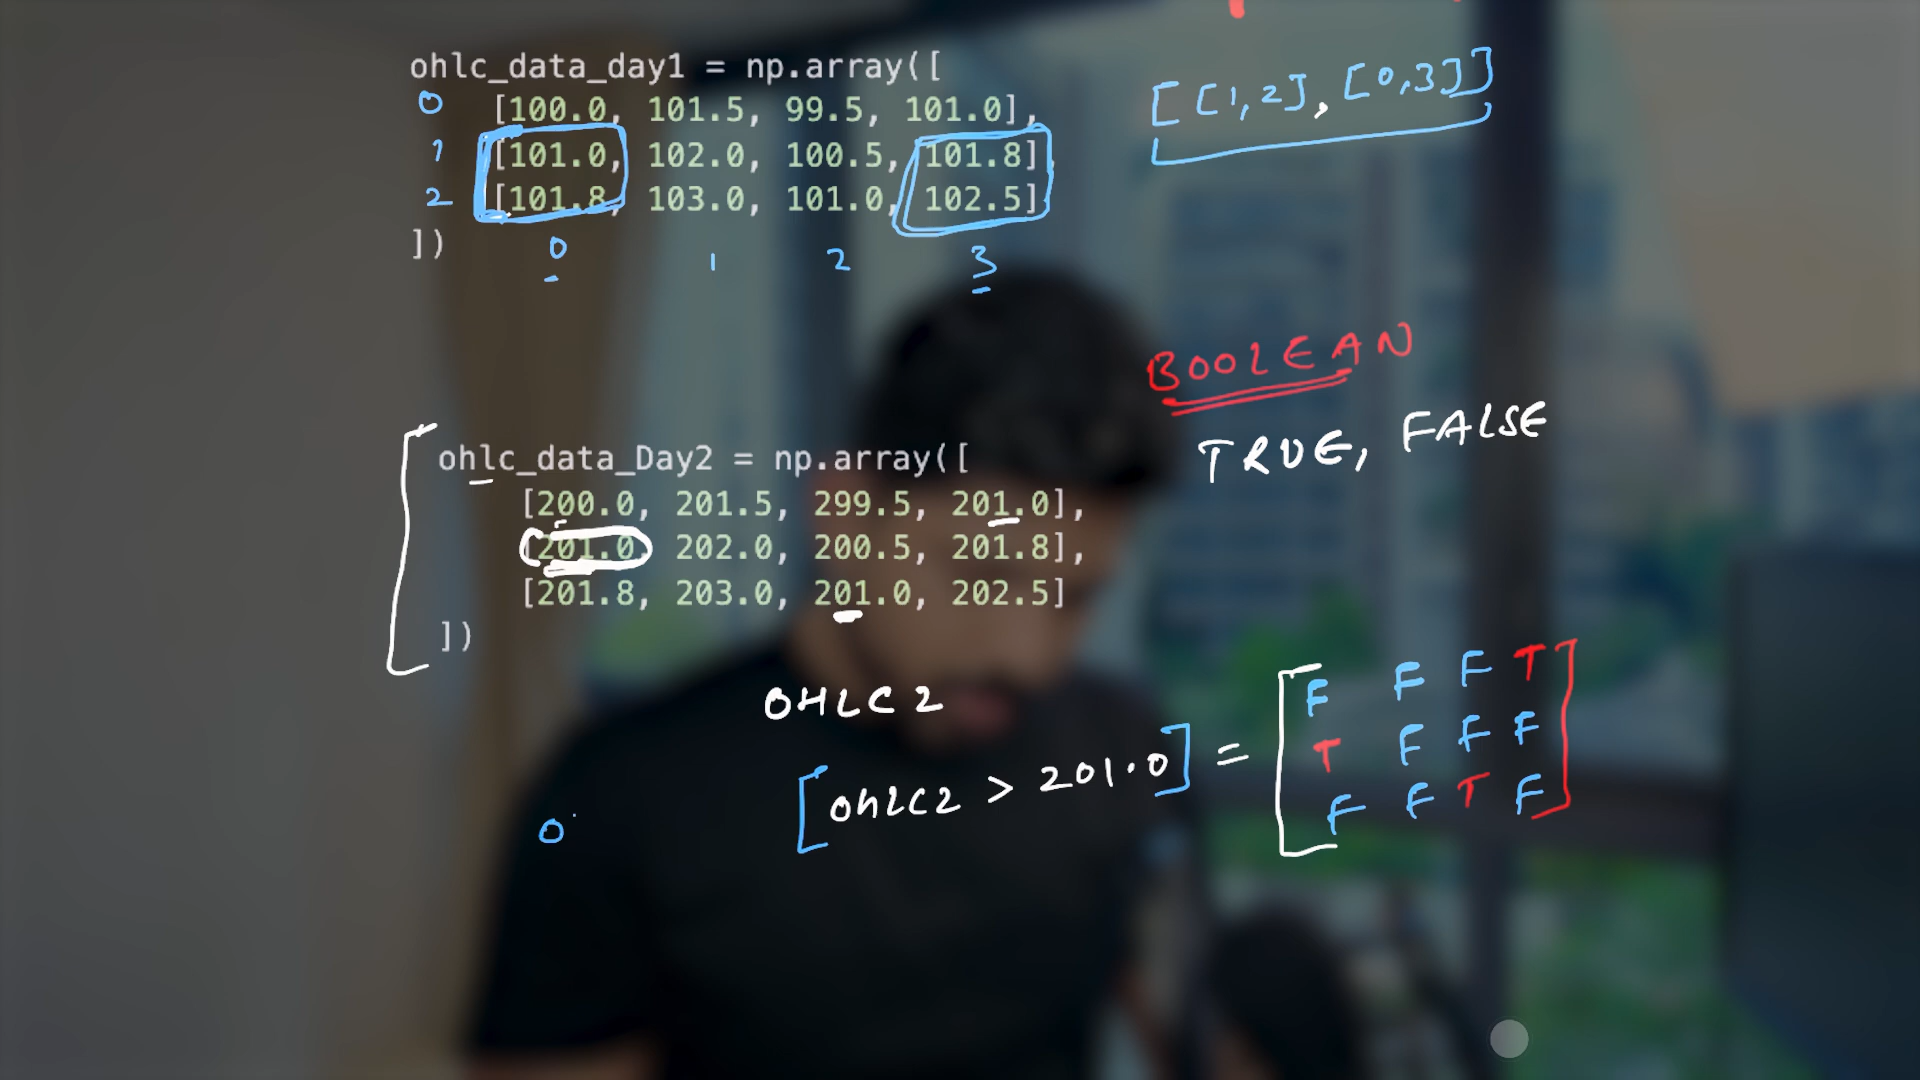 ohlc_data_day1 = np.array([
0 [100.0, 101.5, 99.5, 101.0],
1 [101.0, 102.0, 100.5, 101.8]
2 [101.8, 103.0, 101.0, 102.5]
])
0 1 2 3
[[1,2], [0,3]]
BOOLEAN
TRUE, FALSE
ohlc_data_Day2 = np.array([
[200.0, 201.5, 299.5, 201.0],
[201.0, 202.0, 200.5, 201.8],
[201.8, 203.0, 201.0, 202.5]
])
OHLC2
[ohlc2 > 201.0] =
F F F T
T F F F
F F T F
0